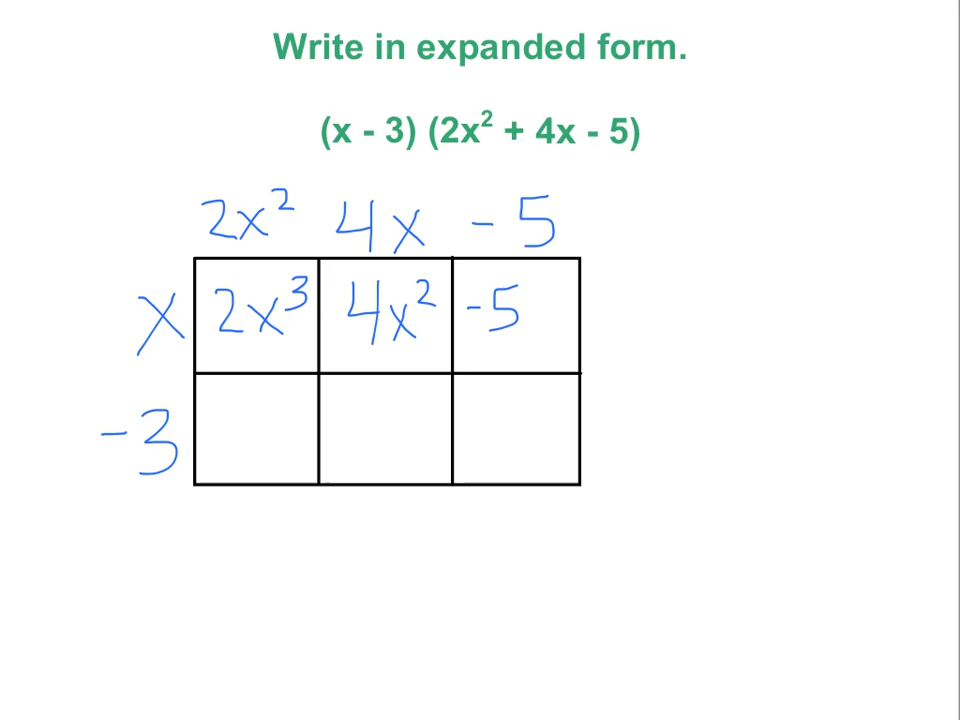 Write in expanded form.
(x - 3) (2x² + 4x - 5)
2x² 4x - 5
x 2x³ 4x² -5
-3